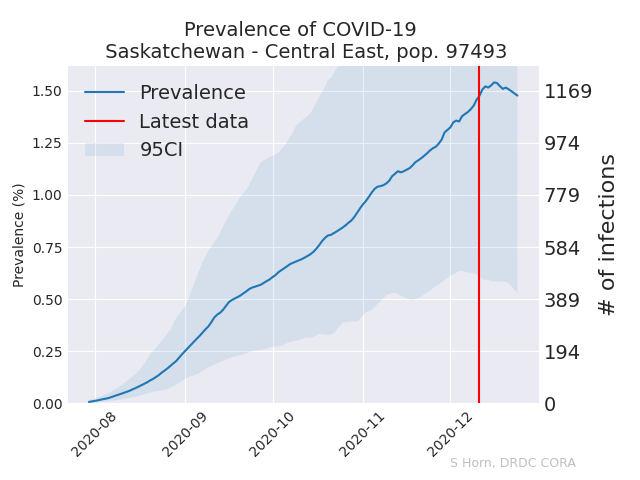 Prevalence of COVID-19
Saskatchewan - Central East, pop. 97493
Prevalence
Latest data
95CI
Prevalence (%)
1.50
1.25
1.00
0.75
0.50
0.25
0.00
1169
974
779
584
389
194
0
# of infections
2020-08
2020-09
2020-10
2020-11
2020-12
S Horn, DRDC CORA